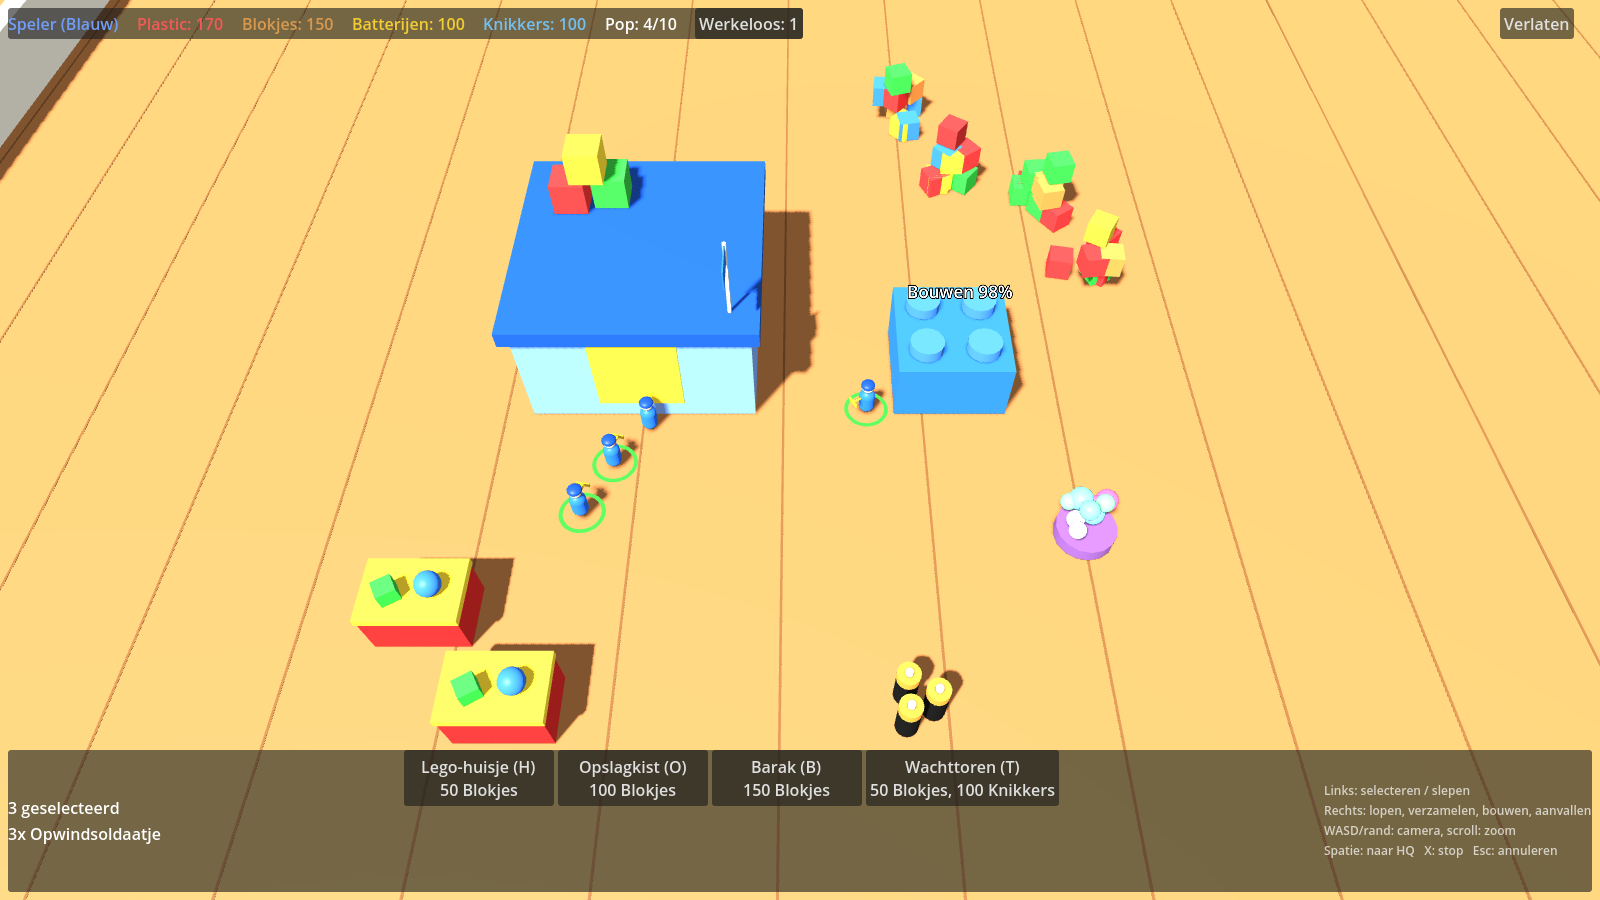 Speler (Blauw) Plastic: 170 Blokjes: 150 Batterijen: 100 Knikkers: 100 Pop: 4/10 Werkeloos: 1 Verlaten
Bouwen 98%
Lego-huisje (H)
50 Blokjes
Opslagkist (O)
100 Blokjes
Barak (B)
150 Blokjes
Wachttoren (T)
50 Blokjes, 100 Knikkers
3 geselecteerd
3x Opwindsoldaatje
Links: selecteren / slepen
Rechts: lopen, verzamelen, bouwen, aanvallen
WASD/rand: camera, scroll: zoom
Spatie: naar HQ X: stop Esc: annuleren